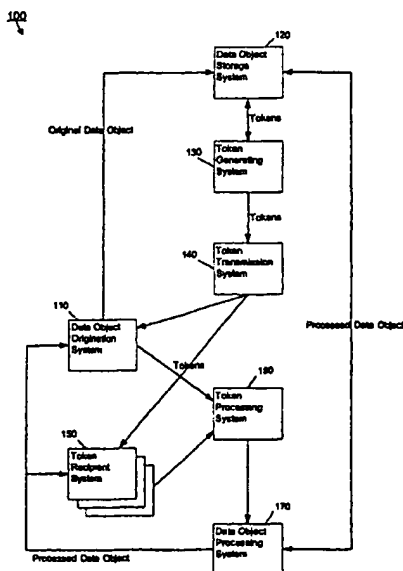 100
120
Data Object
Storage
System
Original Data Object
Tokens
130
Token
Generating
System
Tokens
140
Token
Transmission
System
110
Data Object
Origination
System
Processed Data Object
Tokens
150
Token
Recipient
System
180
Token
Processing
System
170
Data Object
Processing
System
Processed Data Object